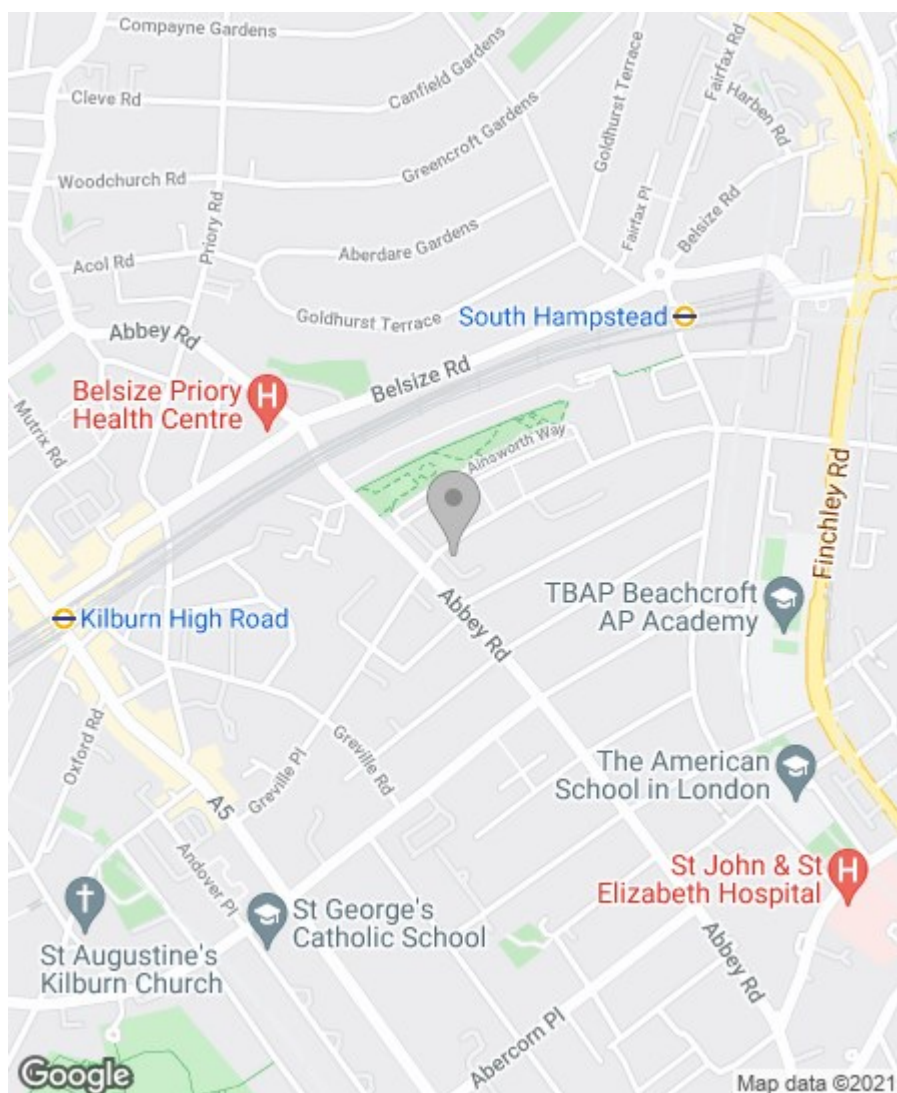 Compayne Gardens
Cleve Rd
Canfield Gardens
Fairfax Rd
Harben Rd
Goldhurst Terrace
Greencroft Gardens
Woodchurch Rd
Priory Rd
Fairfax Pl
Belsize Rd
Aberdare Gardens
Acol Rd
Goldhurst Terrace
South Hampstead
Abbey Rd
Belsize Rd
Belsize Priory
Health Centre
H
Mutrix Rd
Ainsworth Way
Finchley Rd
TBAP Beachcroft
AP Academy
Kilburn High Road
Abbey Rd
Oxford Rd
Greville Pl
Greville Rd
The American
School in London
A5
Andover Pl
St John & St
Elizabeth Hospital
H
St George's
Catholic School
St Augustine's
Kilburn Church
Abbey Rd
Abercorn Pl
Google
Map data ©2021